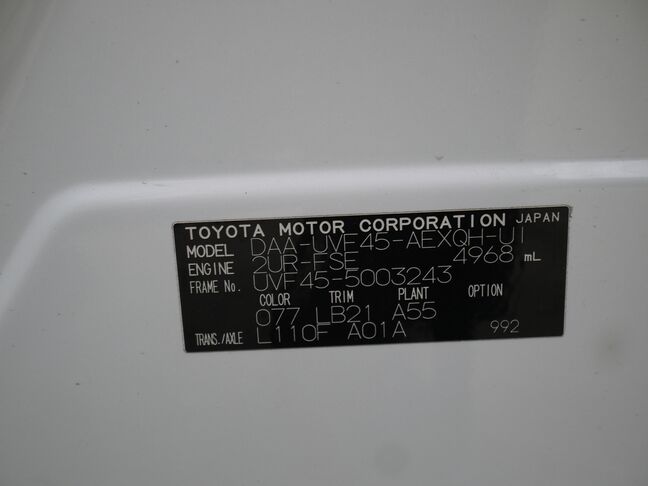 TOYOTA MOTOR CORPORATION JAPAN
MODEL DAA-UVF45-AEXQH-UI
ENGINE 2UR-FSE 4968 mL
FRAME No. UVF45-5003243
COLOR TRIM PLANT OPTION
077 LB21 A55
TRANS./AXLE L110F A01A 992